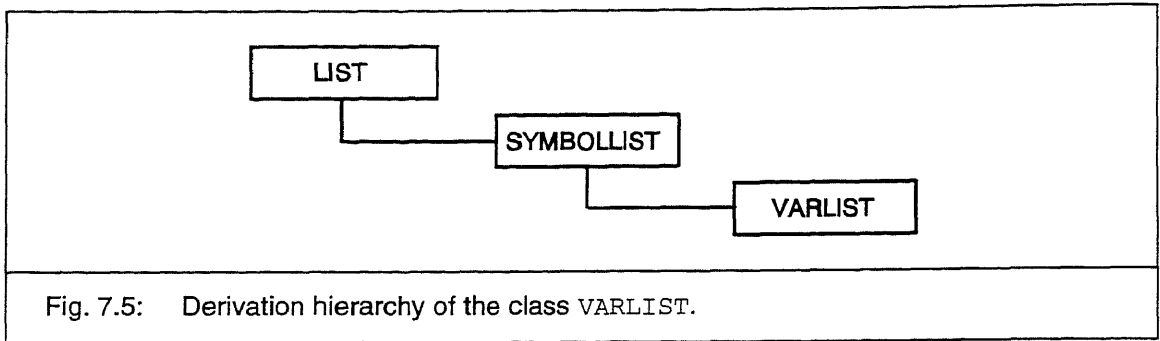 LIST
SYMBOLLIST
VARLIST
Fig. 7.5: Derivation hierarchy of the class VARLIST.